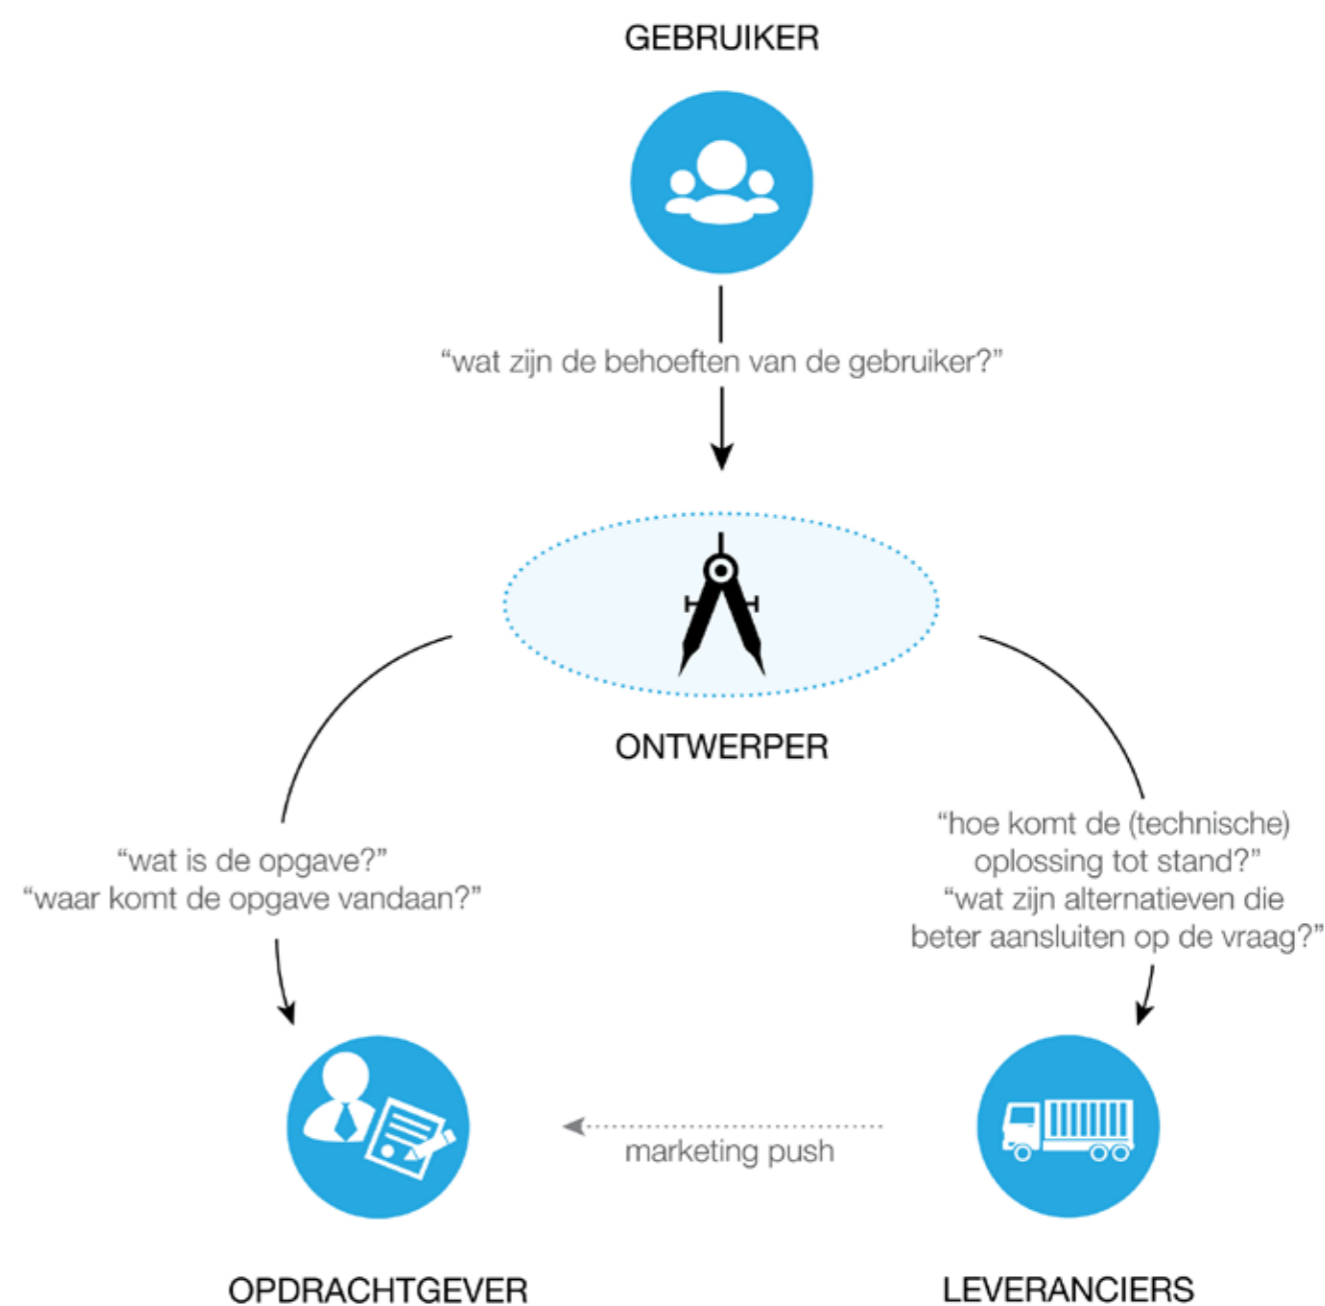 GEBRUIKER
“wat zijn de behoeften van de gebruiker?”
ONTWERPER
“wat is de opgave?”
“waar komt de opgave vandaan?”
“hoe komt de (technische)
oplossing tot stand?”
“wat zijn alternatieven die
beter aansluiten op de vraag?”
marketing push
OPDRACHTGEVER
LEVERANCIERS